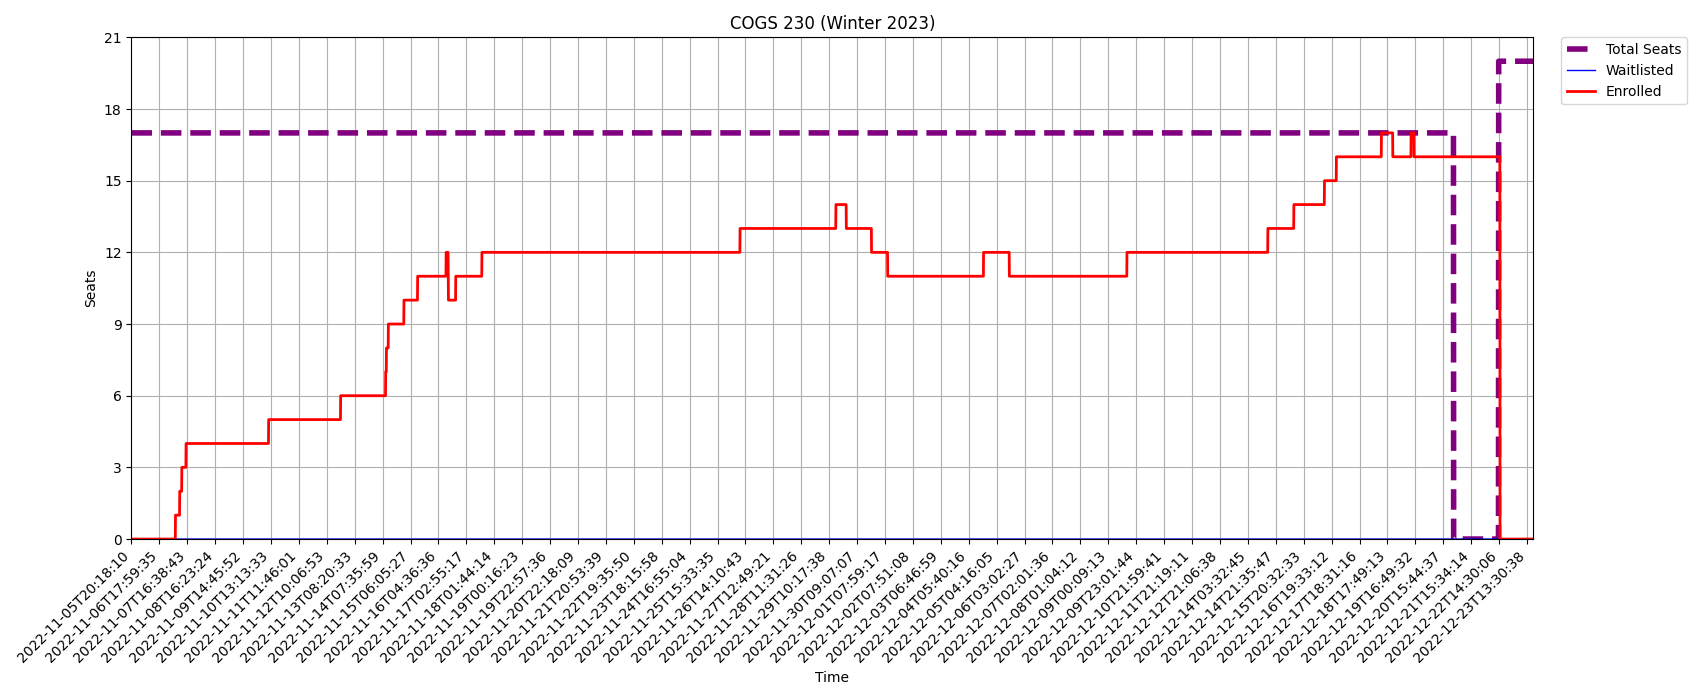 COGS 230 (Winter 2023)
Total Seats
Waitlisted
Enrolled
Seats
21
18
15
12
9
6
3
0
2022-11-05T20:18:10
2022-11-06T17:59:35
2022-11-07T16:38:43
2022-11-08T16:23:24
2022-11-09T14:45:52
2022-11-10T13:13:33
2022-11-11T11:46:01
2022-11-12T10:06:53
2022-11-13T08:20:33
2022-11-14T07:35:59
2022-11-15T06:05:27
2022-11-16T04:36:36
2022-11-17T02:55:17
2022-11-18T01:44:14
2022-11-19T00:16:23
2022-11-19T22:57:36
2022-11-20T22:18:09
2022-11-21T20:53:39
2022-11-22T19:35:50
2022-11-23T18:15:58
2022-11-24T16:55:04
2022-11-25T15:33:35
2022-11-26T14:10:43
2022-11-27T12:49:21
2022-11-28T11:31:26
2022-11-29T10:17:38
2022-11-30T09:07:07
2022-12-01T07:59:17
2022-12-02T07:51:08
2022-12-03T06:46:59
2022-12-04T05:40:16
2022-12-05T04:16:05
2022-12-06T03:02:27
2022-12-07T02:01:36
2022-12-08T01:04:12
2022-12-09T00:09:13
2022-12-09T23:01:44
2022-12-10T21:59:41
2022-12-11T21:19:11
2022-12-12T21:06:38
2022-12-14T03:32:45
2022-12-14T21:35:47
2022-12-15T20:32:33
2022-12-16T19:33:12
2022-12-17T18:31:16
2022-12-18T17:49:13
2022-12-19T16:49:32
2022-12-20T15:44:37
2022-12-21T15:34:14
2022-12-22T14:30:06
2022-12-23T13:30:38
Time